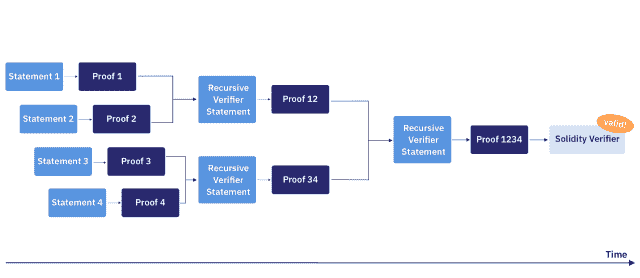 Statement 1
Proof 1
Statement 2
Proof 2
Recursive
Verifier
Statement
Proof 12
Statement 3
Proof 3
Statement 4
Proof 4
Recursive
Verifier
Statement
Proof 34
Recursive
Verifier
Statement
Proof 1234
Solidity Verifier
valid!
Time